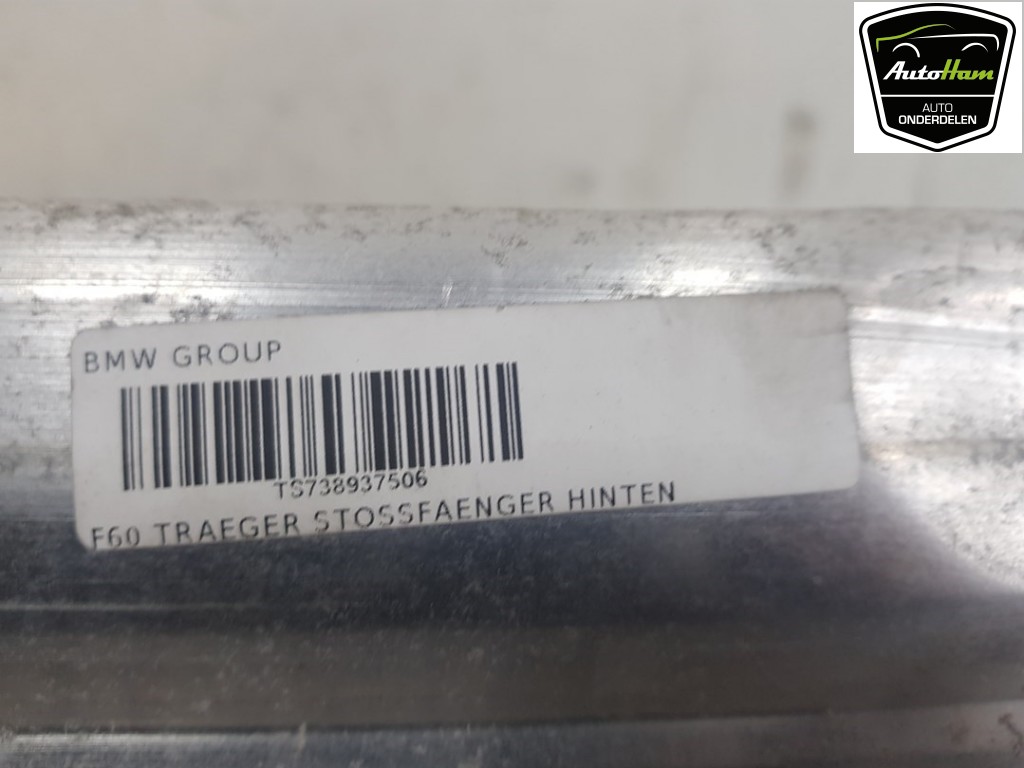 AutoHam
AUTO
ONDERDELEN
BMW GROUP
TS738937506
F60 TRAEGER STOSSFAENGER HINTEN